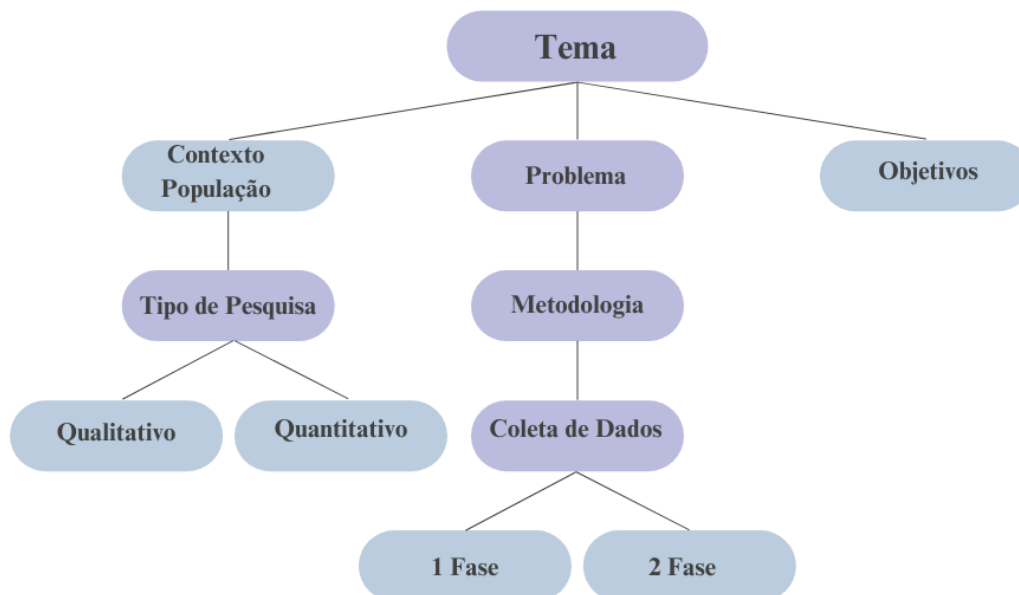 Tema
Contexto
População
Problema
Objetivos
Tipo de Pesquisa
Metodologia
Qualitativo
Quantitativo
Coleta de Dados
1 Fase
2 Fase